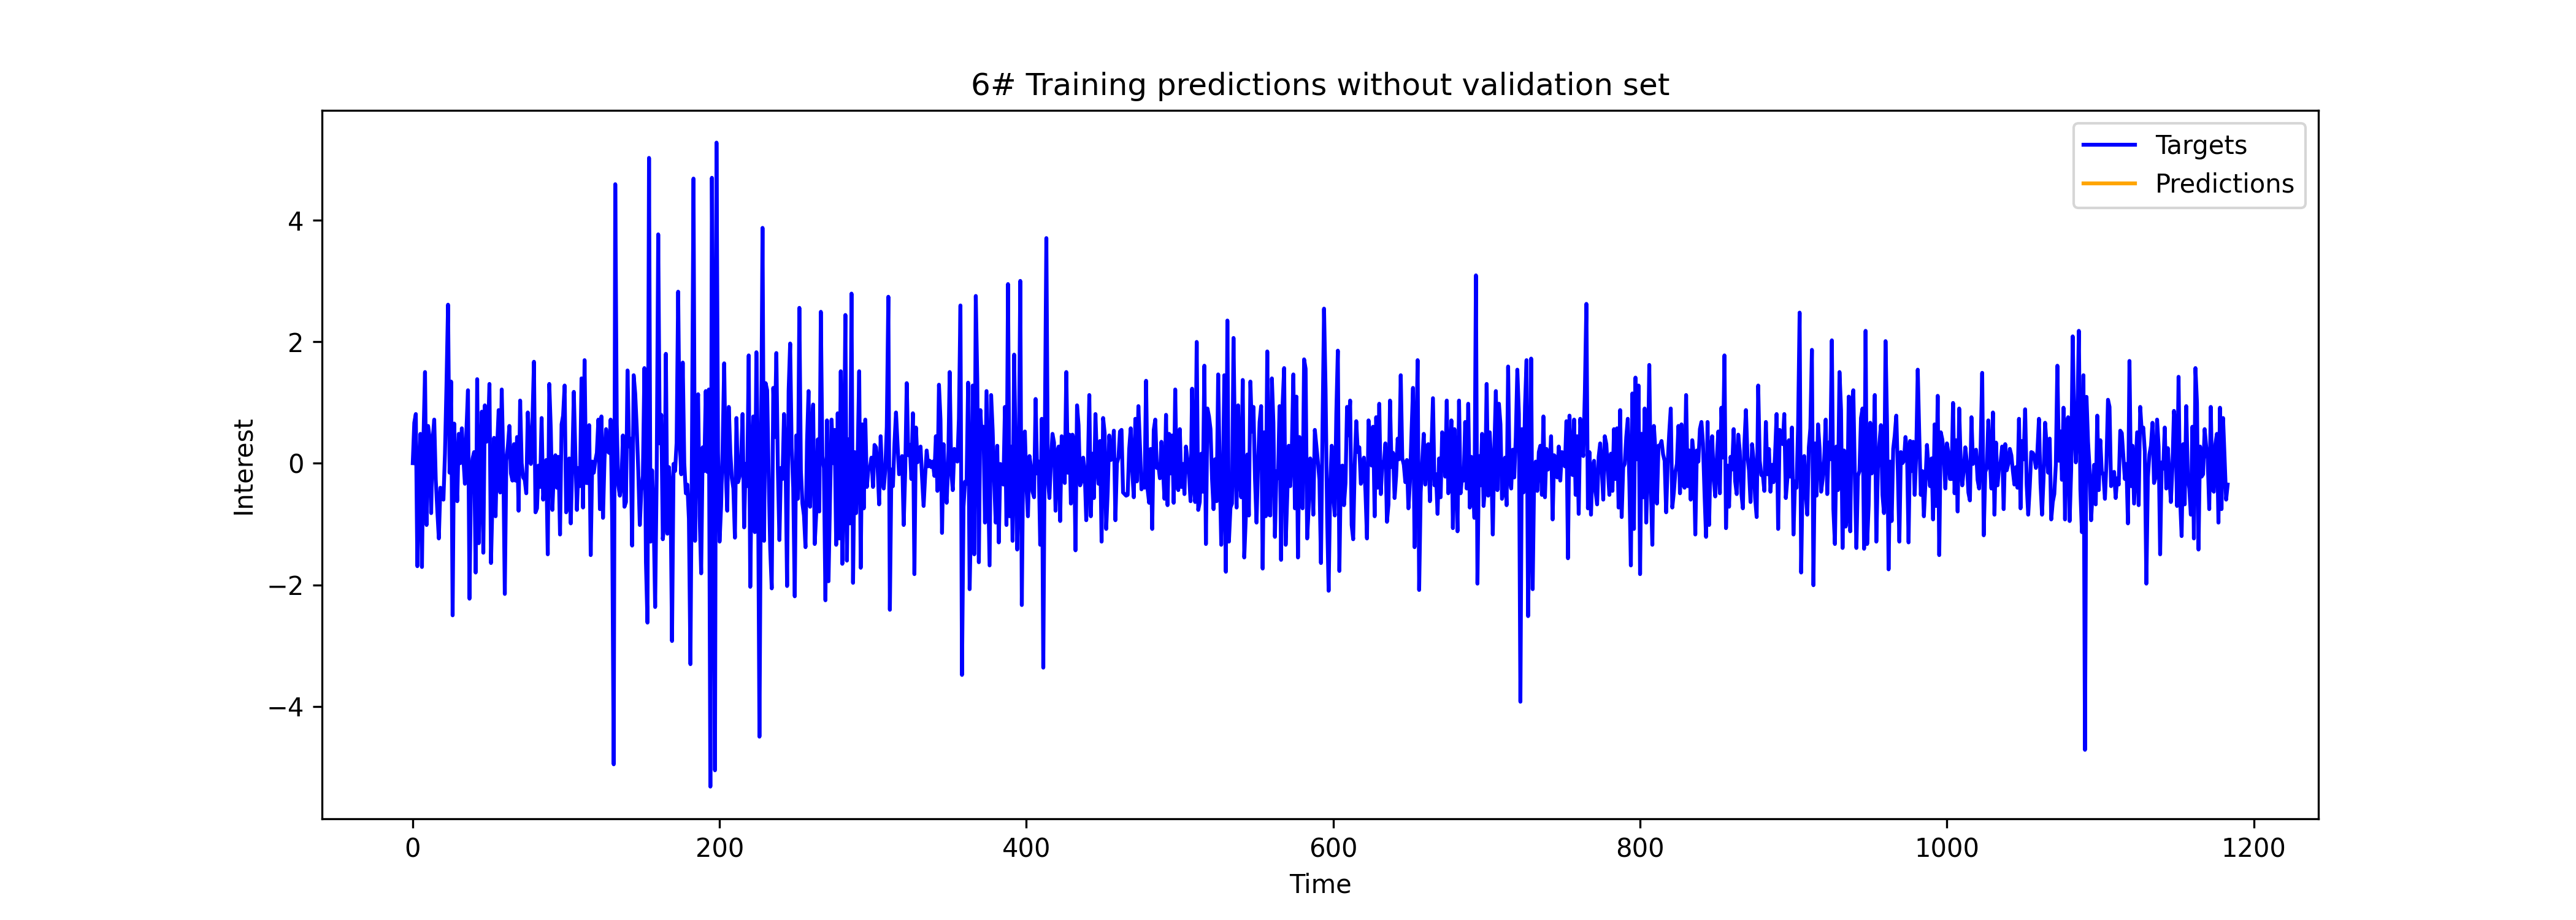 6# Training predictions without validation set
Targets
Predictions
Interest
4
2
0
−2
−4
0 200 400 600 800 1000 1200
Time